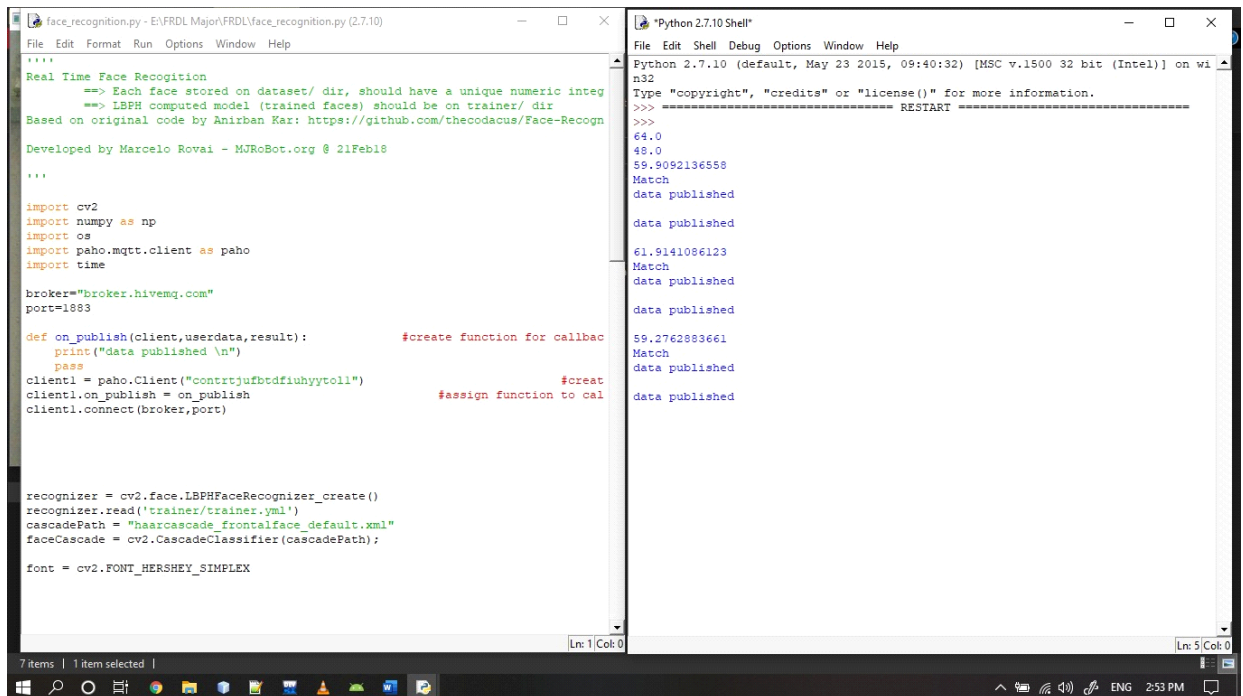 face_recognition.py - E:\FRDL Major\FRDL\face_recognition.py (2.7.10)
File Edit Format Run Options Window Help
''''
Real Time Face Recogition
==> Each face stored on dataset/ dir, should have a unique numeric integ
==> LBPH computed model (trained faces) should be on trainer/ dir
Based on original code by Anirban Kar: https://github.com/thecodacus/Face-Recogn
Developed by Marcelo Rovai - MJRoBot.org @ 21Feb18
'''
import cv2
import numpy as np
import os
import paho.mqtt.client as paho
import time
broker="broker.hivemq.com"
port=1883
def on_publish(client,userdata,result): #create function for callbac
print("data published \n")
pass
client1 = paho.Client("contrtjufbtdfiuhyytoll") #creat
client1.on_publish = on_publish #assign function to cal
client1.connect(broker,port)
recognizer = cv2.face.LBPHFaceRecognizer_create()
recognizer.read('trainer/trainer.yml')
cascadePath = "haarcascade_frontalface_default.xml"
faceCascade = cv2.CascadeClassifier(cascadePath);
font = cv2.FONT_HERSHEY_SIMPLEX
Ln: 1 Col: 0
*Python 2.7.10 Shell*
File Edit Shell Debug Options Window Help
Python 2.7.10 (default, May 23 2015, 09:40:32) [MSC v.1500 32 bit (Intel)] on wi
n32
Type "copyright", "credits" or "license()" for more information.
>>> ================================ RESTART ================================
>>>
64.0
48.0
59.9092136558
Match
data published
data published
61.9141086123
Match
data published
data published
59.2762883661
Match
data published
data published
Ln: 5 Col: 0
7 items | 1 item selected |
ENG 2:53 PM